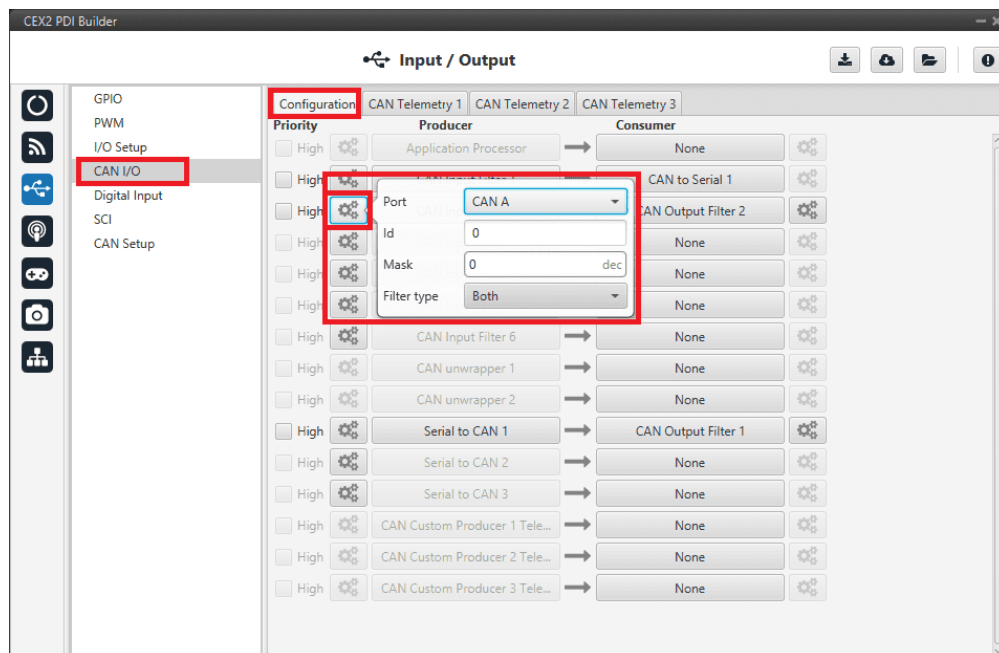 CEX2 PDI Builder
Input / Output
GPIO
PWM
I/O Setup
CAN I/O
Digital Input
SCI
CAN Setup
Configuration CAN Telemetry 1 CAN Telemetry 2 CAN Telemetry 3
Priority Producer Consumer
High Application Processor None
High CAN to Serial 1
High CAN Output Filter 2
High None
High None
High None
Port CAN A
Id 0
Mask 0 dec
Filter type Both
High CAN Input Filter 6 None
High CAN unwrapper 1 None
High CAN unwrapper 2 None
High Serial to CAN 1 CAN Output Filter 1
High Serial to CAN 2 None
High Serial to CAN 3 None
High CAN Custom Producer 1 Tele... None
High CAN Custom Producer 2 Tele... None
High CAN Custom Producer 3 Tele... None